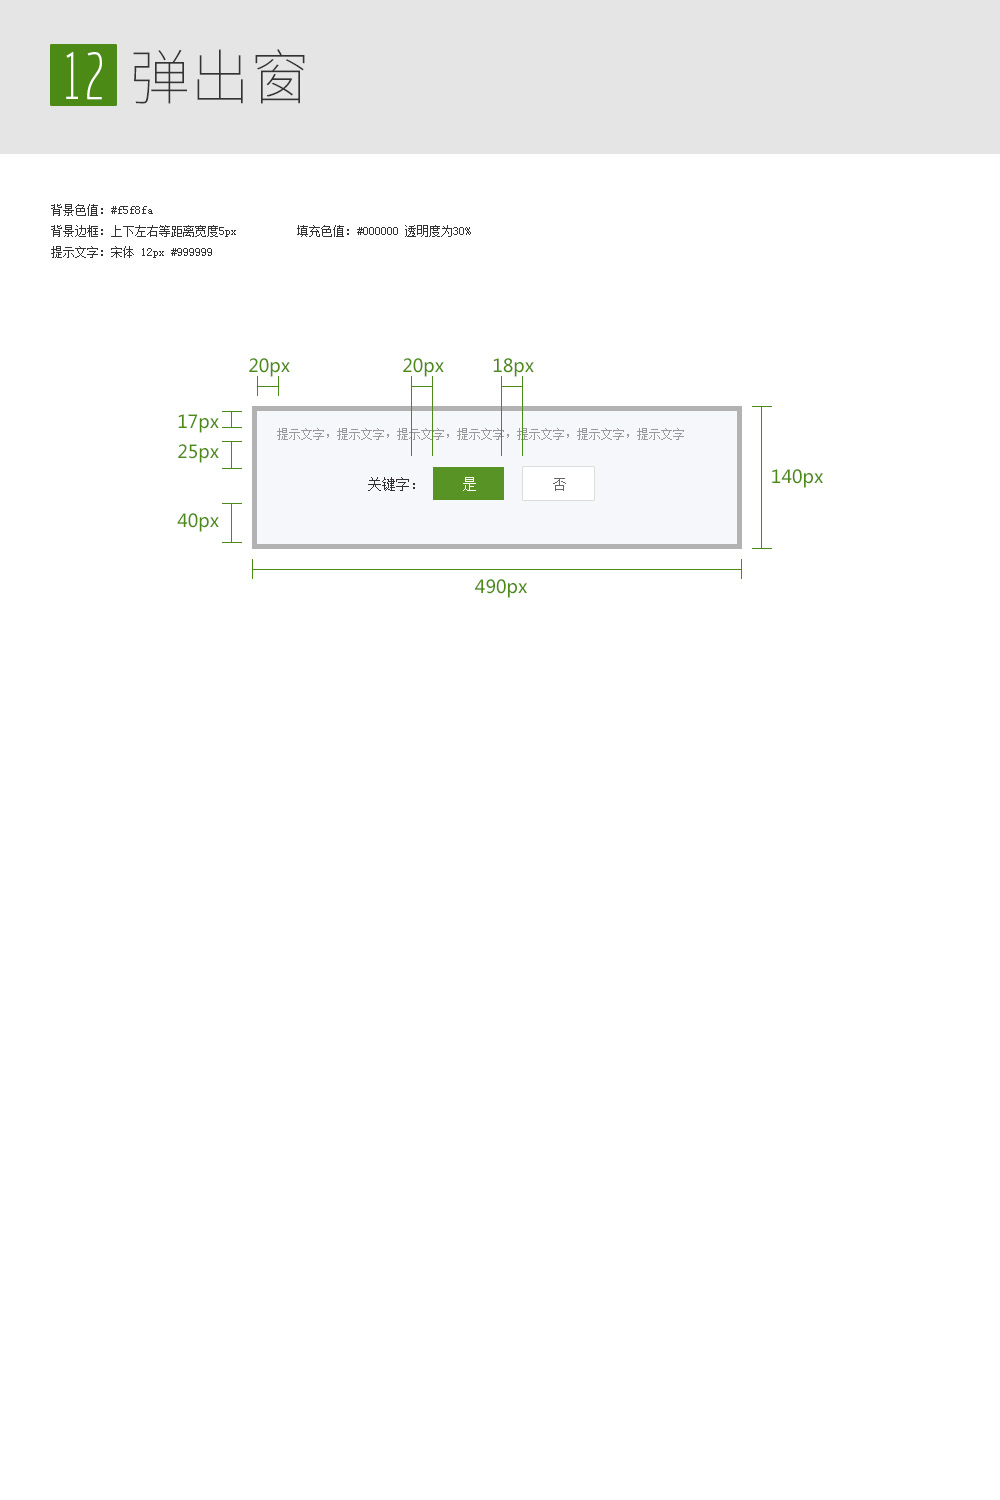 12 弹出窗
背景色值：#f5f8fa
背景边框：上下左右等距离宽度5px 填充色值：#000000 透明度为30%
提示文字：宋体 12px #999999
20px 20px 18px
17px
提示文字，提示文字，提示文字，提示文字，提示文字，提示文字，提示文字
25px
140px
关键字： 是 否
40px
490px